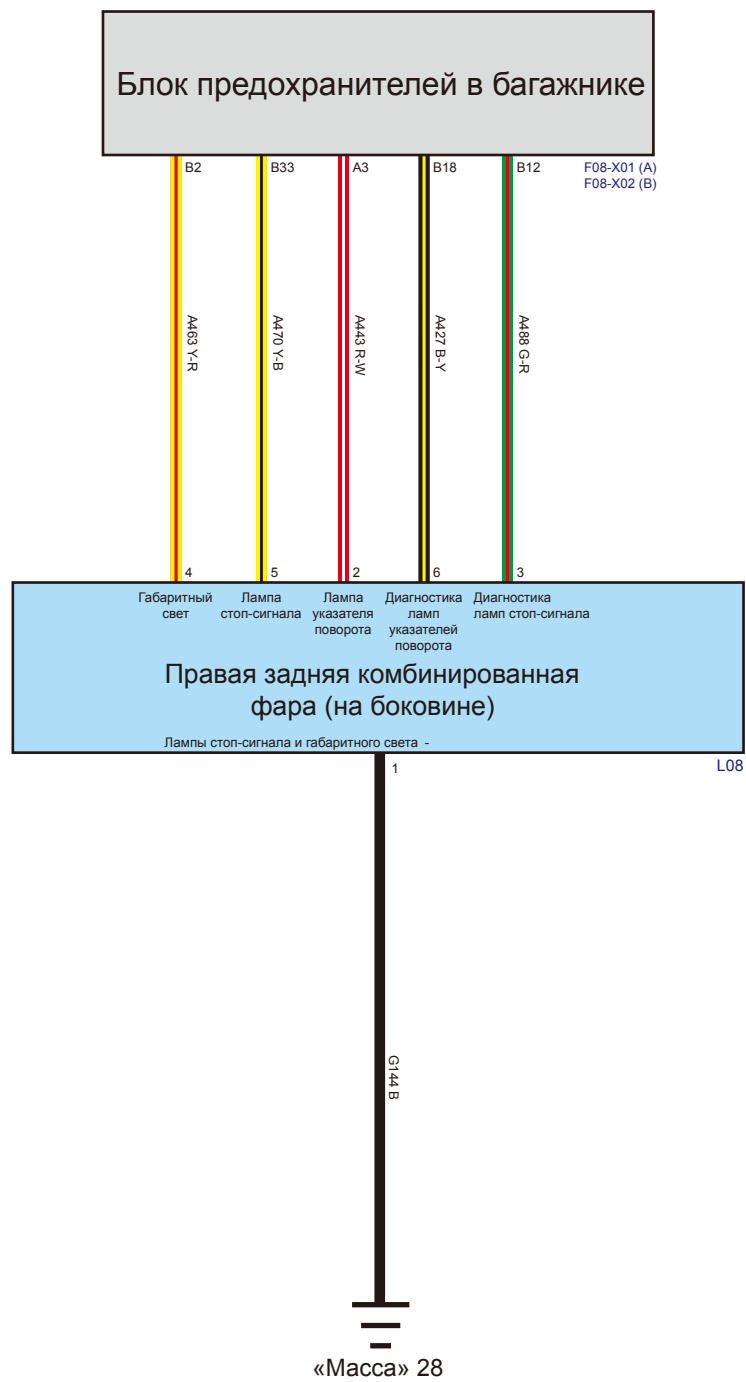 Блок предохранителей в багажнике
B2
B33
A3
B18
B12
F08-X01 (A)
F08-X02 (B)
A463 Y-R
A470 Y-B
A443 R-W
A427 B-Y
A488 G-R
4
5
2
6
3
Габаритный
свет
Лампа
стоп-сигнала
Лампа
указателя
поворота
Диагностика
ламп
указателей
поворота
Диагностика
ламп стоп-сигнала
Правая задняя комбинированная
фара (на боковине)
Лампы стоп-сигнала и габаритного света -
1
L08
G144 B
«Масса» 28